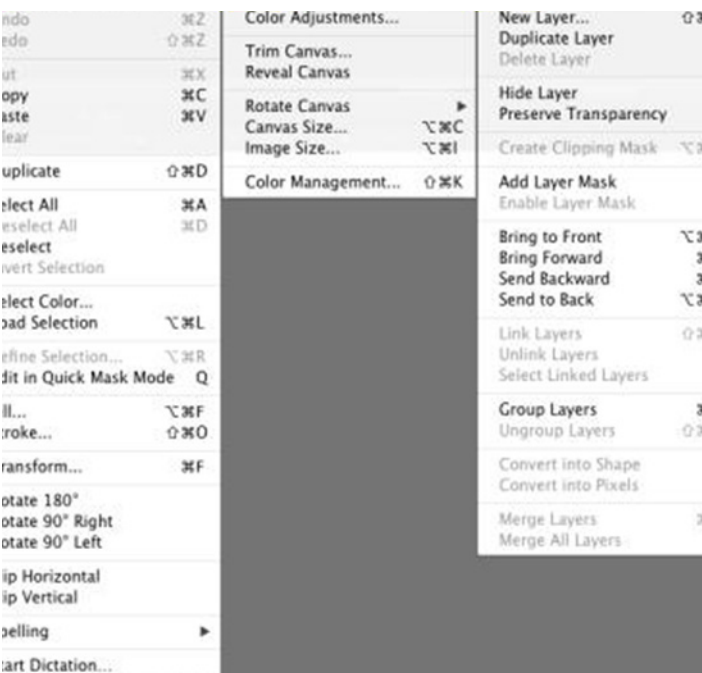 ndo ⌘Z
edo ⇧⌘Z
ut ⌘X
opy ⌘C
aste ⌘V
lear
uplicate ⇧⌘D
elect All ⌘A
eselect All ⌘D
eselect
vert Selection
elect Color...
oad Selection ⌥⌘L
efine Selection... ⌥⌘R
dit in Quick Mask Mode Q
ll... ⌥⌘F
troke... ⇧⌘O
ransform... ⌘F
otate 180°
otate 90° Right
otate 90° Left
ip Horizontal
ip Vertical
pelling ▶
tart Dictation...
Color Adjustments...
Trim Canvas...
Reveal Canvas
Rotate Canvas ▶
Canvas Size... ⌥⌘C
Image Size... ⌥⌘I
Color Management... ⇧⌘K
New Layer... ⇧
Duplicate Layer
Delete Layer
Hide Layer
Preserve Transparency
Create Clipping Mask ⌥
Add Layer Mask
Enable Layer Mask
Bring to Front ⌥
Bring Forward
Send Backward
Send to Back ⌥
Link Layers ⇧
Unlink Layers
Select Linked Layers
Group Layers
Ungroup Layers ⇧
Convert into Shape
Convert into Pixels
Merge Layers
Merge All Layers